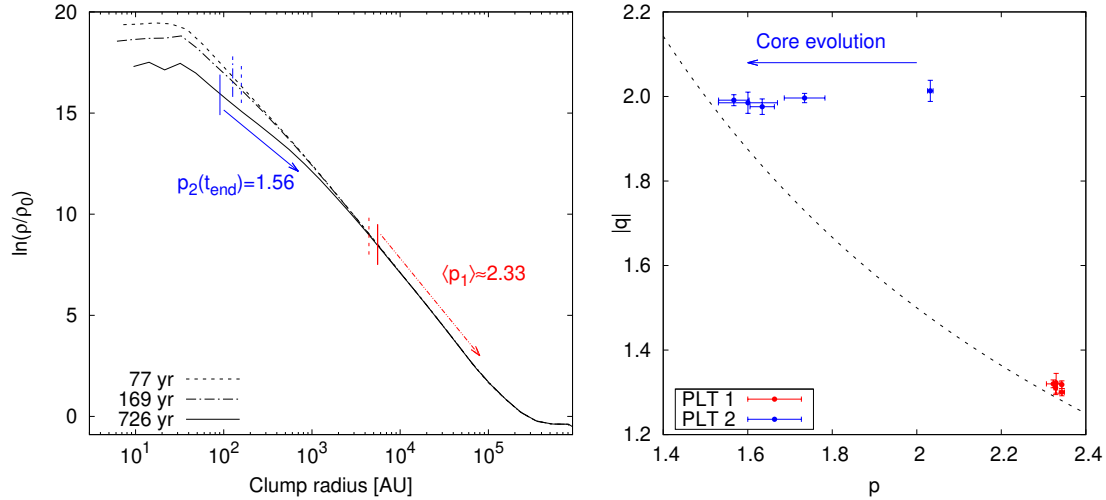 20
15
10
5
0
ln(ρ/ρ0)
p2(tend)=1.56
⟨p1⟩≈2.33
77 yr
169 yr
726 yr
10^1
10^2
10^3
10^4
10^5
Clump radius [AU]
2.2
2.0
1.8
1.6
1.4
1.2
|q|
Core evolution
PLT 1
PLT 2
1.4
1.6
1.8
2
2.2
2.4
p